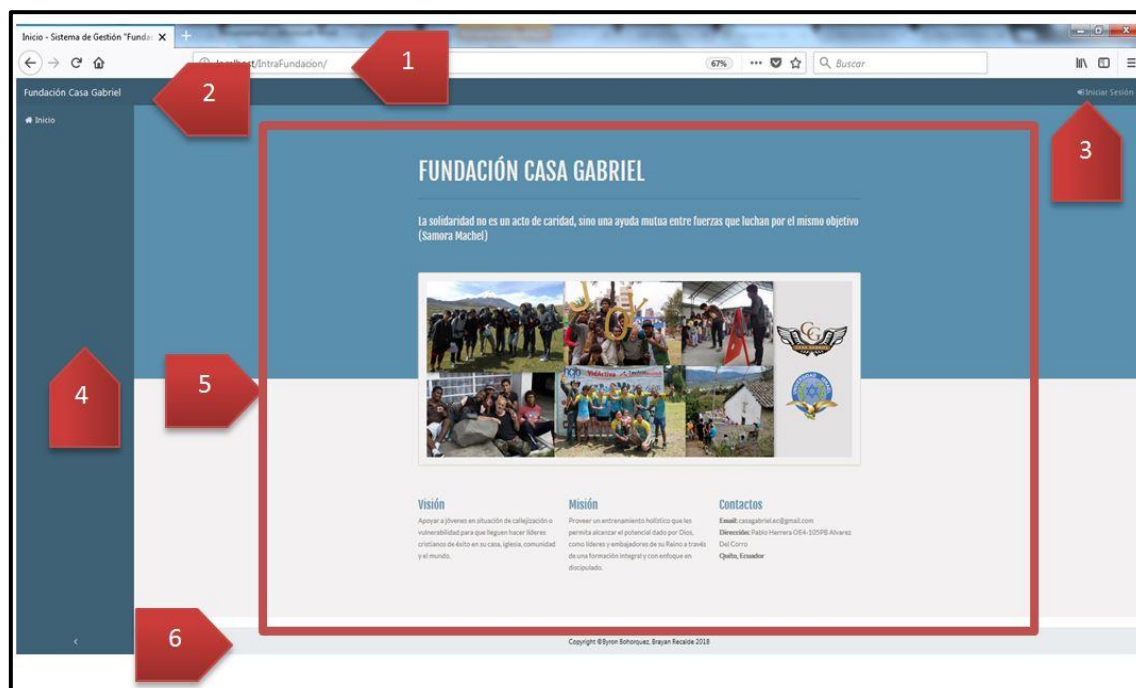 Inicio - Sistema de Gestión "Funda
1
/IntraFundacion/
67%
Buscar
Fundación Casa Gabriel
2
Iniciar Sesión
3
Inicio
FUNDACIÓN CASA GABRIEL
La solidaridad no es un acto de caridad, sino una ayuda mutua entre fuerzas que luchan por el mismo objetivo
(Samora Machel)
4
5
JOY
CG
VidActiva
Visión
Apoyar a jóvenes en situación de callejización o
vulnerabilidad para que lleguen hacer líderes
cristianos de éxito en su casa, iglesia, comunidad
y el mundo.
Misión
Proveer un entrenamiento holístico que les
permita alcanzar el potencial dado por Dios,
como líderes y embajadores de su Reino a través
de una formación integral y con enfoque en
discipulado.
Contactos
Email: casagabriel.ec@gmail.com
Dirección: Pablo Herrera OE4-105PB Alvarez
Del Corro
Quito, Ecuador
6
Copyright ©Byron Bohorquez, Brayan Recalde 2018